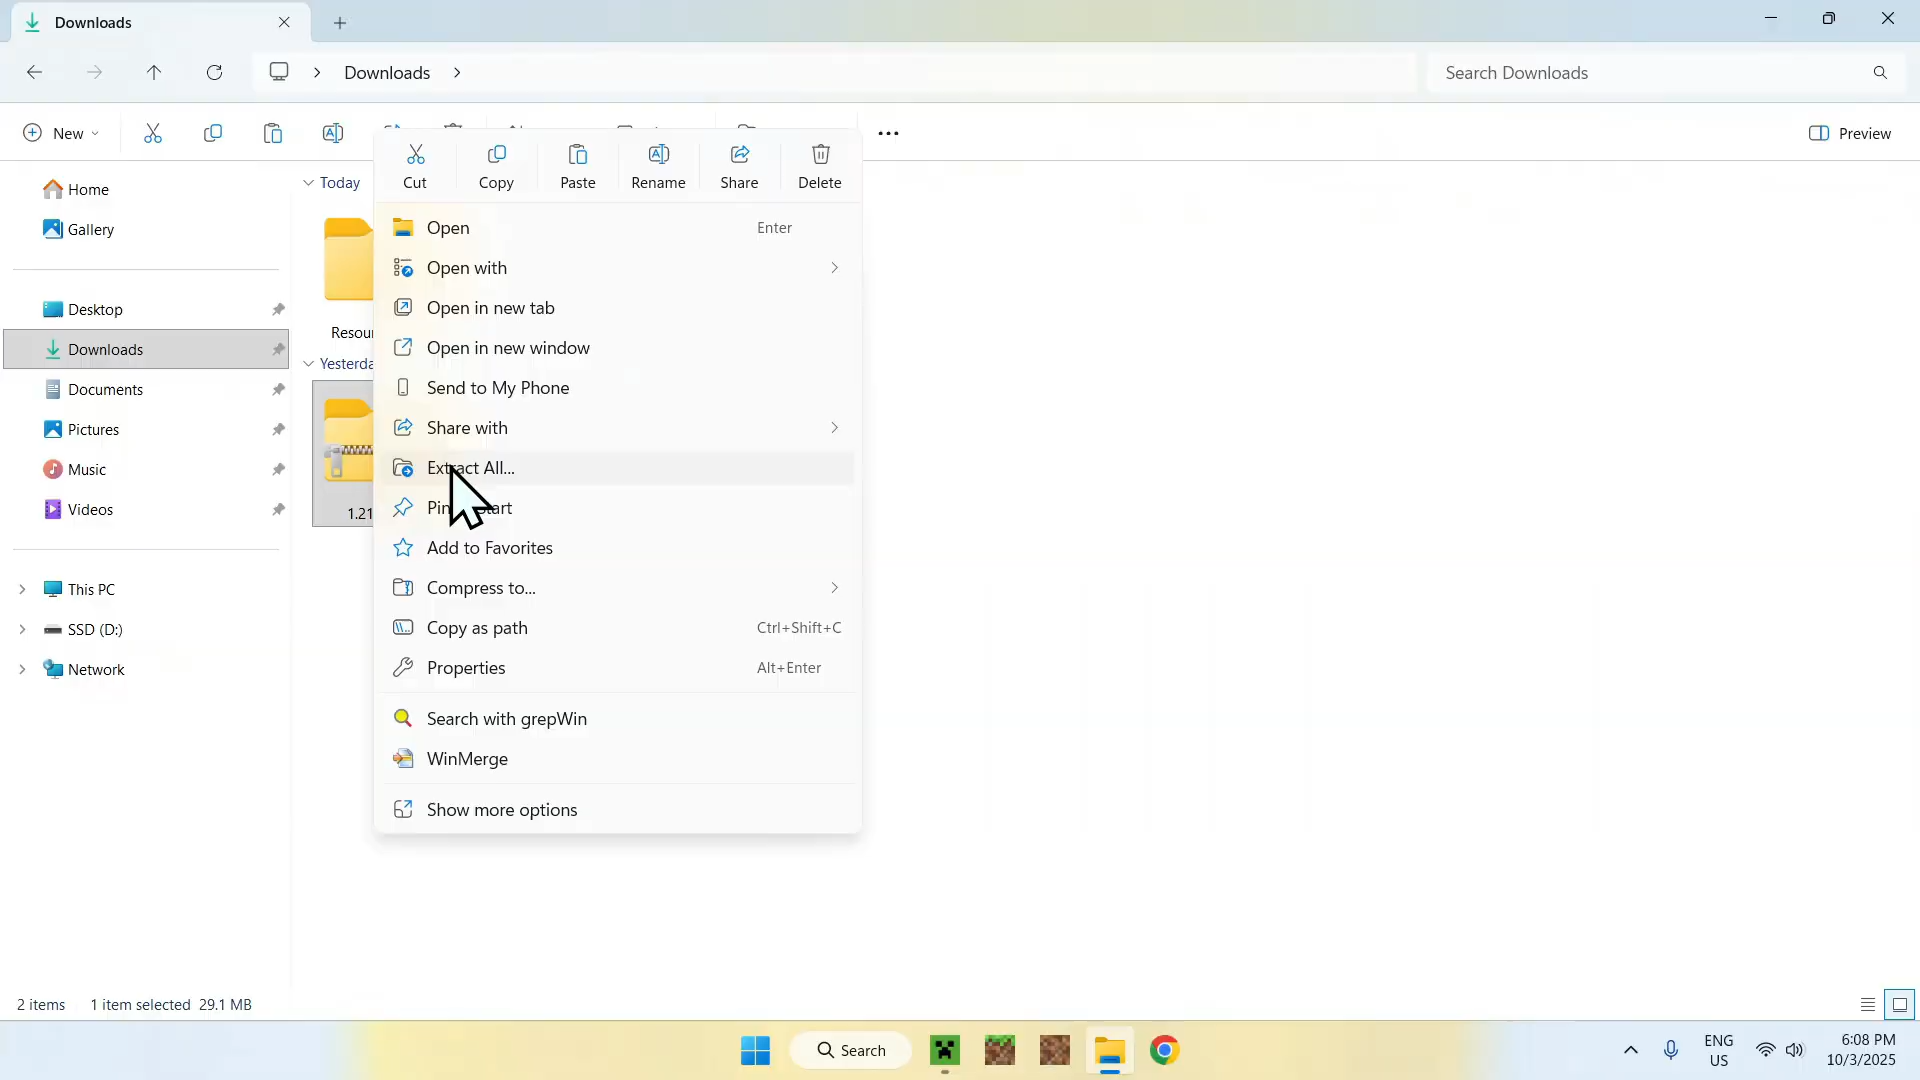 Downloads
Downloads
Search Downloads
New
Preview
Cut Copy Paste Rename Share Delete
Home
Gallery
Desktop
Downloads
Documents
Pictures
Music
Videos
This PC
SSD (D:)
Network
Today
Resour
Yesterda
1.21
Open Enter
Open with
Open in new tab
Open in new window
Send to My Phone
Share with
Extract All...
Add to Favorites
Compress to...
Copy as path Ctrl+Shift+C
Properties Alt+Enter
Search with grepWin
WinMerge
Show more options
2 items 1 item selected 29.1 MB
Search
ENG
US
6:08 PM
10/3/2025